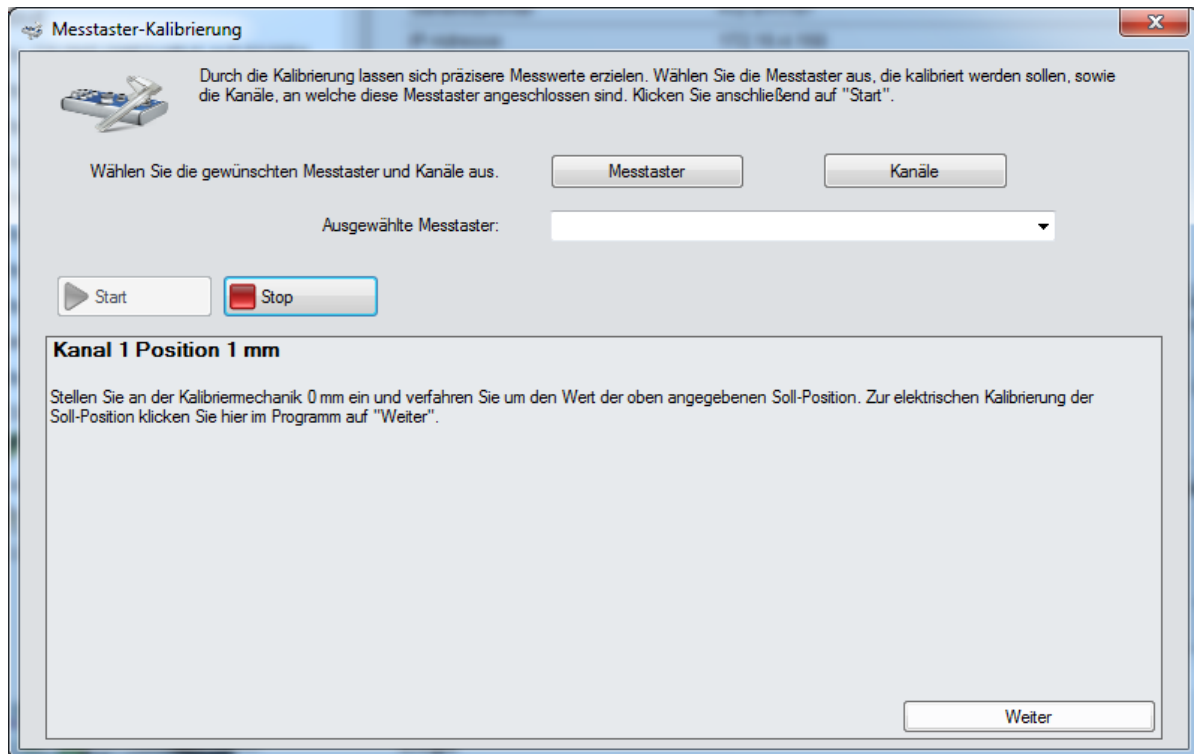 Messtaster-Kalibrierung
Durch die Kalibrierung lassen sich präzisere Messwerte erzielen. Wählen Sie die Messtaster aus, die kalibriert werden sollen, sowie
die Kanäle, an welche diese Messtaster angeschlossen sind. Klicken Sie anschließend auf "Start".
Wählen Sie die gewünschten Messtaster und Kanäle aus. Messtaster Kanäle
Ausgewählte Messtaster:
Start Stop
Kanal 1 Position 1 mm
Stellen Sie an der Kalibriermechanik 0 mm ein und verfahren Sie um den Wert der oben angegebenen Soll-Position. Zur elektrischen Kalibrierung der
Soll-Position klicken Sie hier im Programm auf "Weiter".
Weiter